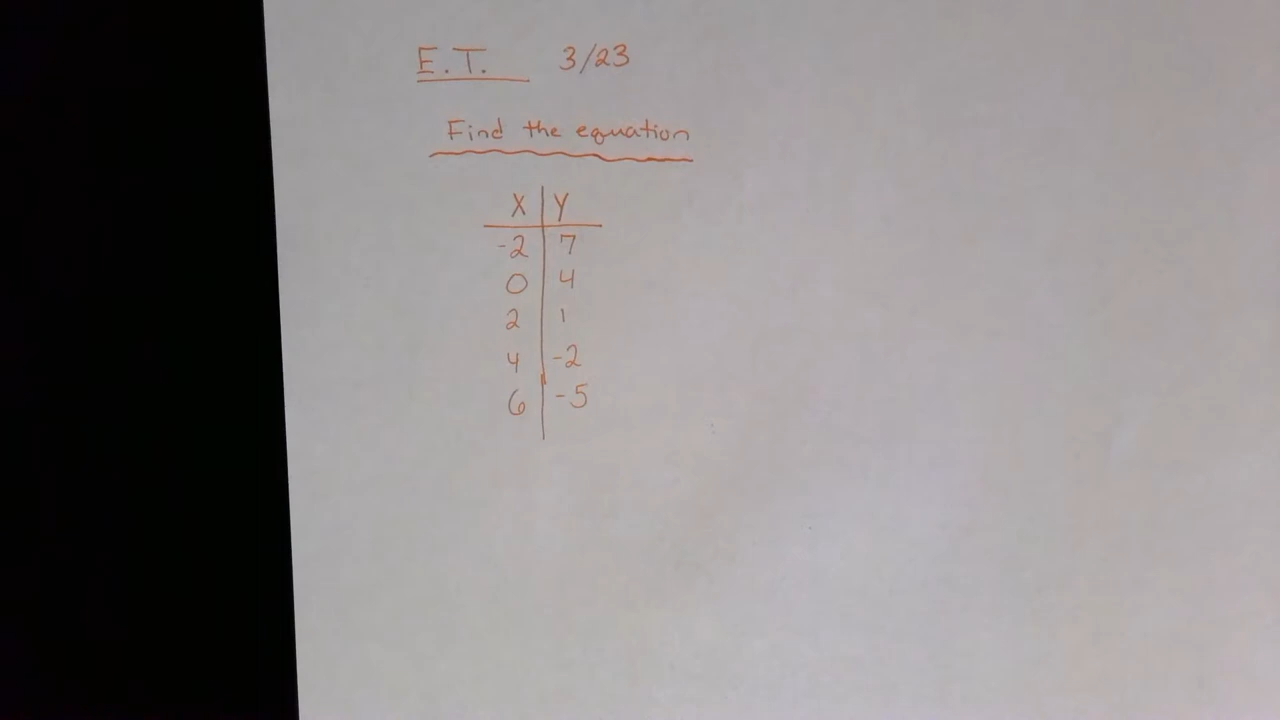 E.T. 3/23
Find the equation
X Y
-2 7
0 4
2 1
4 -2
6 -5